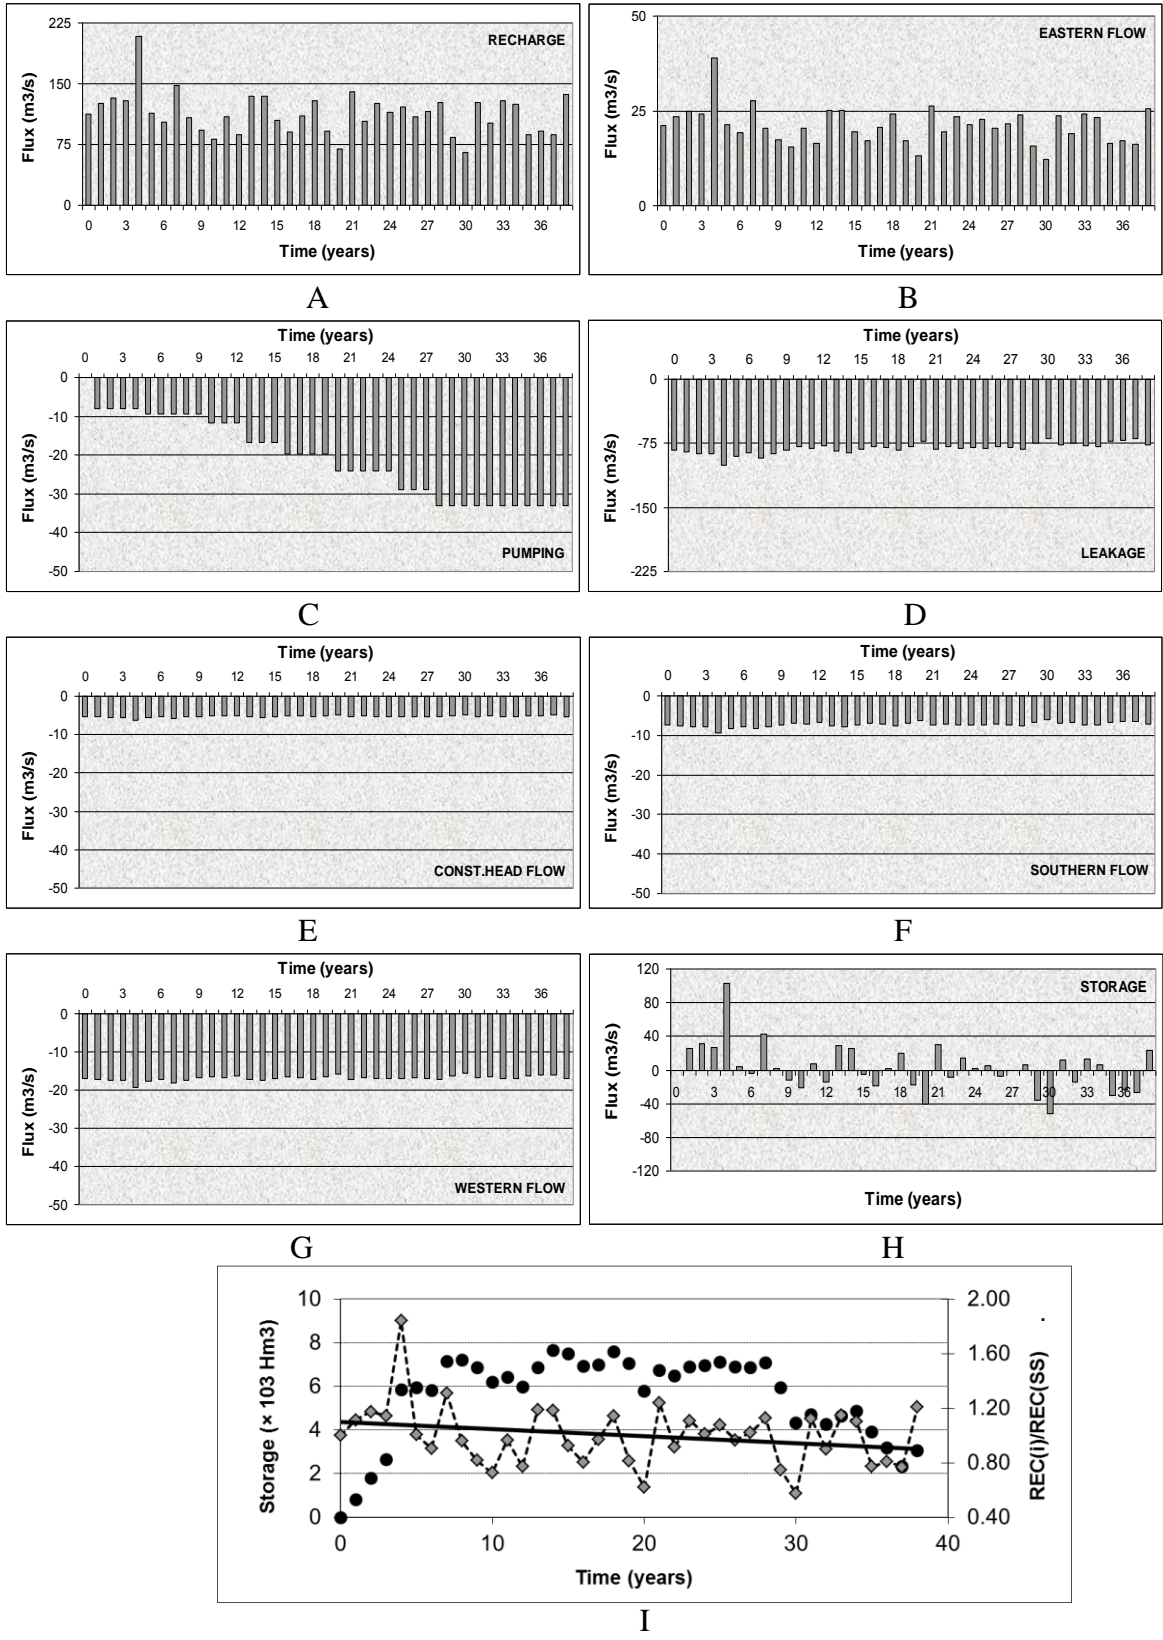 225
150
75
0
Flux (m3/s)
RECHARGE
0 3 6 9 12 15 18 21 24 27 30 33 36
Time (years)
A
50
25
0
Flux (m3/s)
EASTERN FLOW
0 3 6 9 12 15 18 21 24 27 30 33 36
Time (years)
B
Time (years)
0 3 6 9 12 15 18 21 24 27 30 33 36
0
-10
-20
-30
-40
-50
Flux (m3/s)
PUMPING
C
Time (years)
0 3 6 9 12 15 18 21 24 27 30 33 36
0
-75
-150
-225
Flux (m3/s)
LEAKAGE
D
Time (years)
0 3 6 9 12 15 18 21 24 27 30 33 36
0
-10
-20
-30
-40
-50
Flux (m3/s)
CONST.HEAD FLOW
E
Time (years)
0 3 6 9 12 15 18 21 24 27 30 33 36
0
-10
-20
-30
-40
-50
Flux (m3/s)
SOUTHERN FLOW
F
Time (years)
0 3 6 9 12 15 18 21 24 27 30 33 36
0
-10
-20
-30
-40
-50
Flux (m3/s)
WESTERN FLOW
G
120
80
40
0
-40
-80
-120
Flux (m3/s)
STORAGE
0 3 6 9 12 15 18 21 24 27 30 33 36
Time (years)
H
10
8
6
4
2
0
Storage (× 103 Hm3)
2.00
1.60
1.20
0.80
0.40
REC(i)/REC(SS)
.
0 10 20 30 40
Time (years)
I